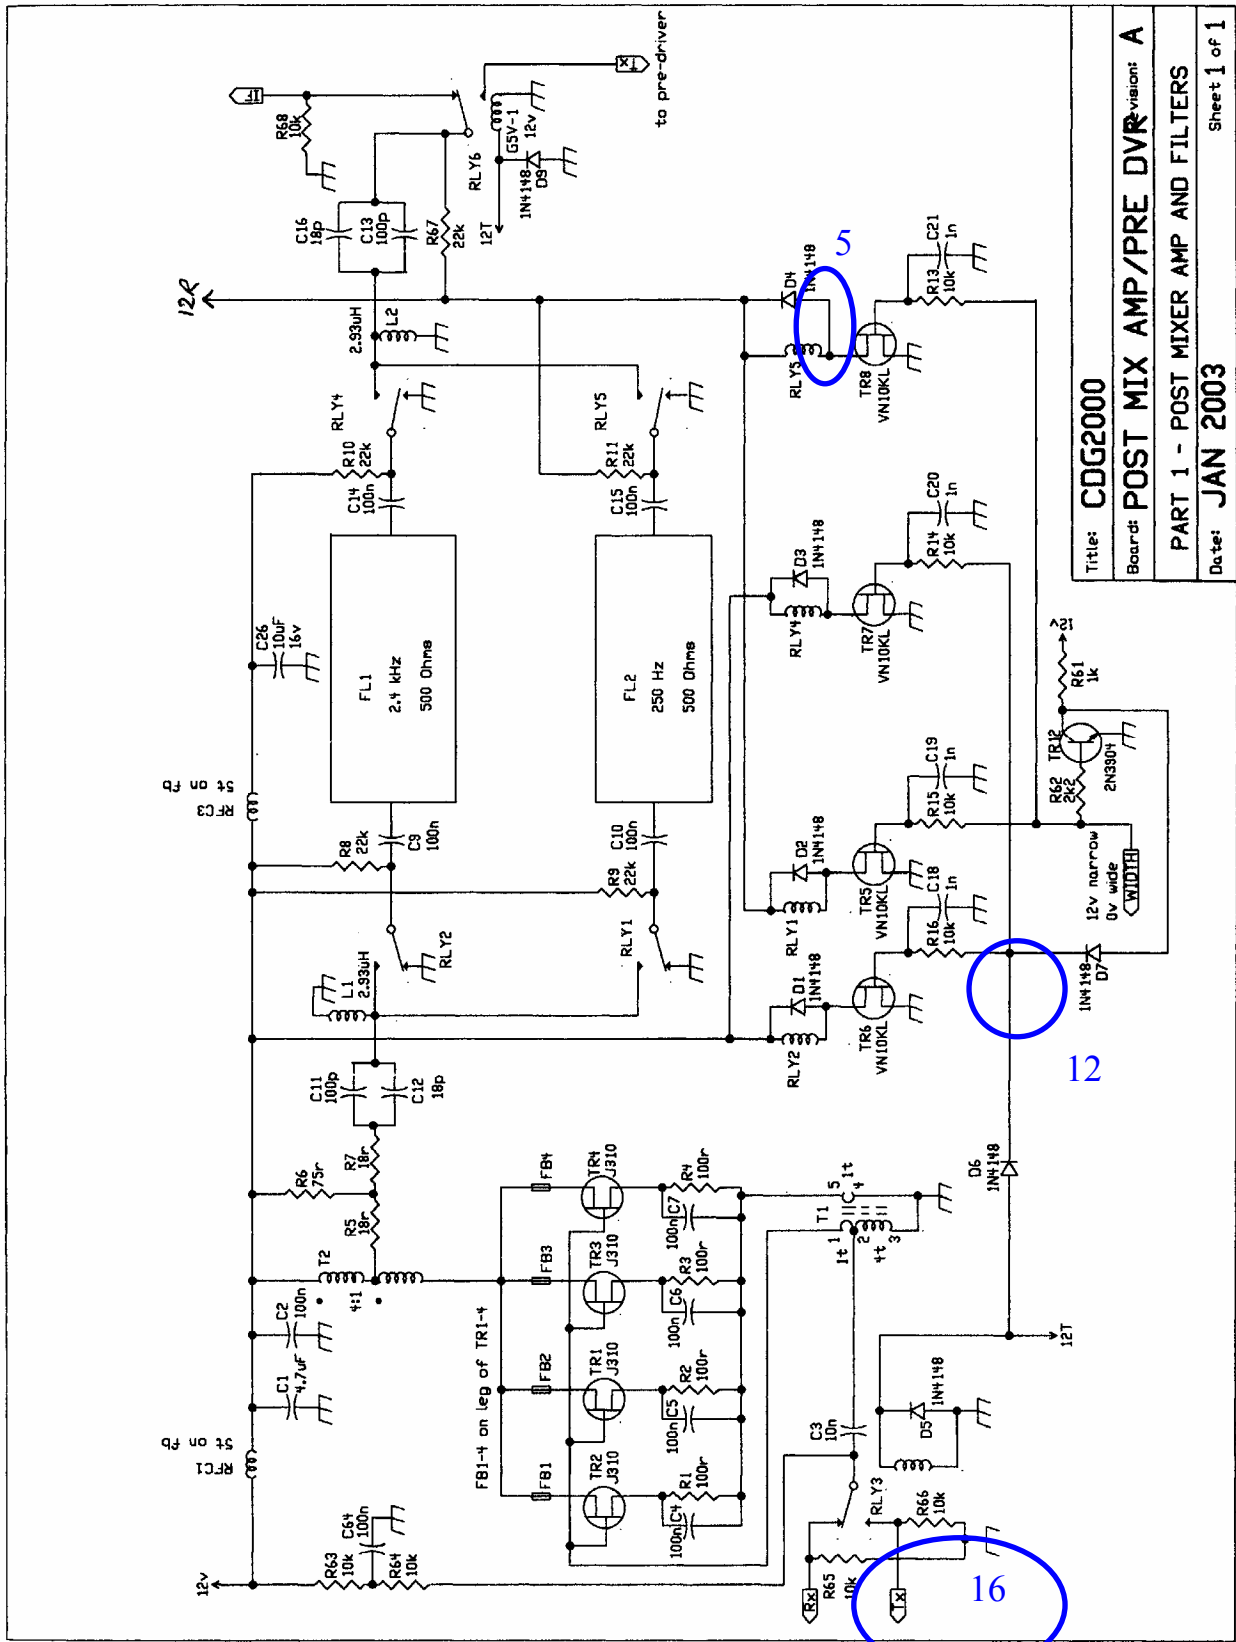 12v
RFC1
5t on fb
C1
4.7uF
C2
100n
RFC3
5t on fb
C26
10uF
16v
R63
10k
C64
100n
R64
10k
T2
4:1
R6
75r
R5
18r
R7
18r
C11
100p
C12
18p
L1
2.93uH
R8
22k
C9
100n
R9
22k
C10
100n
RLY2
RLY1
FL1
2.4 kHz
500 Ohms
FL2
250 Hz
500 Ohms
C14
100n
R10
22k
C15
100n
R11
22k
RLY4
RLY5
2.93uH
L2
12R
C16
18p
C13
100p
R67
22k
R68
10k
IF
RLY6
G5V-1
12v
12T
1N4148
D9
Tx
to pre-driver
FB1-4 on leg of TR1-4
FB1
FB2
FB3
FB4
TR2
J310
TR1
J310
TR3
J310
TR4
J310
R1
100r
C4
100n
R2
100r
C5
100n
R3
100r
C6
100n
R4
100r
C7
100n
T1
1t
1
2
3
4t
5
4
1t
C3
10n
RLY3
Rx
R65
10k
Tx
R66
10k
16
D5
1N4148
12T
D6
1N4148
RLY2
D1
1N4148
TR6
VN10KL
R16
10k
C18
1n
RLY1
D2
1N4148
TR5
VN10KL
R15
10k
C19
1n
RLY4
D3
1N4148
TR7
VN10KL
R14
10k
C20
1n
RLY5
D4
1N4148
TR8
VN10KL
R13
10k
C21
1n
5
12
1N4148
D7
12v narrow
0v wide
WIDTH
R62
2k2
TR12
2N3904
R61
1k
12v
Title: CDG2000
Board: POST MIX AMP/PRE DVR Revision: A
PART 1 - POST MIXER AMP AND FILTERS
Date: JAN 2003 Sheet 1 of 1